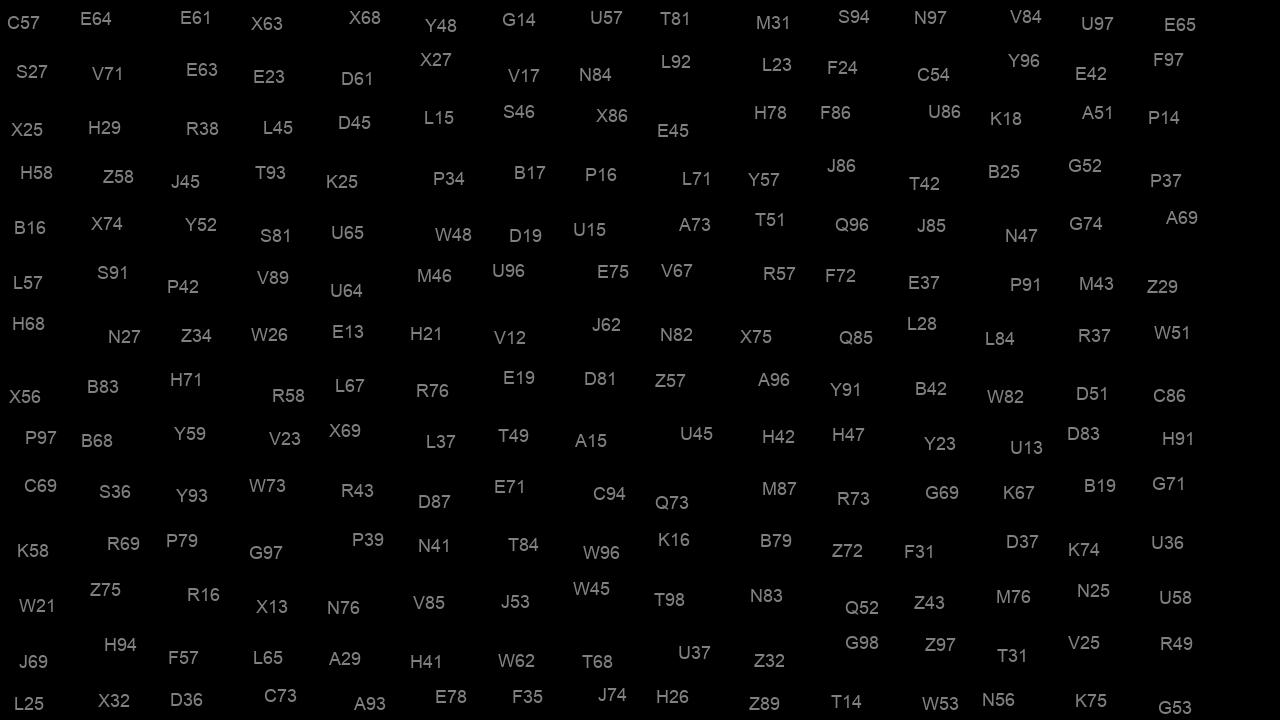 C57 E64 E61 X63 X68 Y48 G14 U57 T81 M31 S94 N97 V84 U97 E65
S27 V71 E63 E23 D61 X27 V17 N84 L92 L23 F24 C54 Y96 E42 F97
X25 H29 R38 L45 D45 L15 S46 X86 E45 H78 F86 U86 K18 A51 P14
H58 Z58 J45 T93 K25 P34 B17 P16 L71 Y57 J86 T42 B25 G52 P37
B16 X74 Y52 S81 U65 W48 D19 U15 A73 T51 Q96 J85 N47 G74 A69
L57 S91 P42 V89 U64 M46 U96 E75 V67 R57 F72 E37 P91 M43 Z29
H68 N27 Z34 W26 E13 H21 V12 J62 N82 X75 Q85 L28 L84 R37 W51
X56 B83 H71 R58 L67 R76 E19 D81 Z57 A96 Y91 B42 W82 D51 C86
P97 B68 Y59 V23 X69 L37 T49 A15 U45 H42 H47 Y23 U13 D83 H91
C69 S36 Y93 W73 R43 D87 E71 C94 Q73 M87 R73 G69 K67 B19 G71
K58 R69 P79 G97 P39 N41 T84 W96 K16 B79 Z72 F31 D37 K74 U36
W21 Z75 R16 X13 N76 V85 J53 W45 T98 N83 Q52 Z43 M76 N25 U58
J69 H94 F57 L65 A29 H41 W62 T68 U37 Z32 G98 Z97 T31 V25 R49
L25 X32 D36 C73 A93 E78 F35 J74 H26 Z89 T14 W53 N56 K75 G53